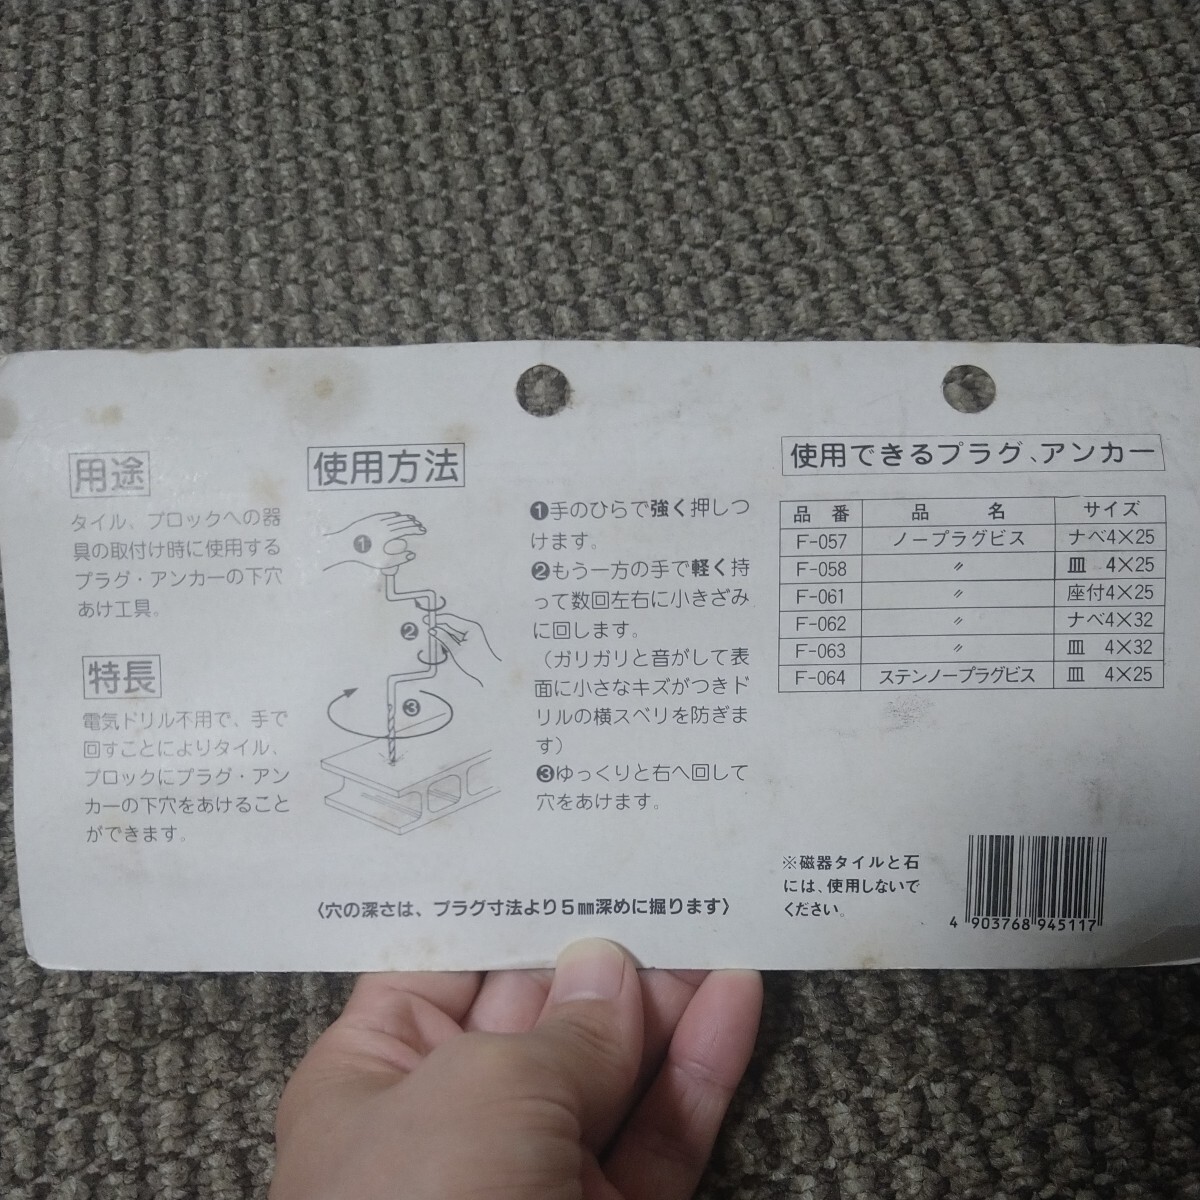 用途
タイル、ブロックへの器
具の取付け時に使用する
プラグ・アンカーの下穴
あけ工具。
特長
電気ドリル不用で、手で
回すことによりタイル、
ブロックにプラグ・アン
カーの下穴をあけること
ができます。
使用方法
❶
❷
❸
❶手のひらで強く押しつ
けます。
❷もう一方の手で軽く持
って数回左右に小きざみ
に回します。
(ガリガリと音がして表
面に小さなキズがつきド
リルの横スベリを防ぎま
す)
❸ゆっくりと右へ回して
穴をあけます。
〈穴の深さは、プラグ寸法より5㎜深めに掘ります〉
使用できるプラグ、アンカー
品 番 品 名 サイズ
F-057 ノープラグビス ナベ4×25
F-058 〃 皿 4×25
F-061 〃 座付4×25
F-062 〃 ナベ4×32
F-063 〃 皿 4×32
F-064 ステンノープラグビス 皿 4×25
※磁器タイルと石
には、使用しないで
ください。
4 903768 945117